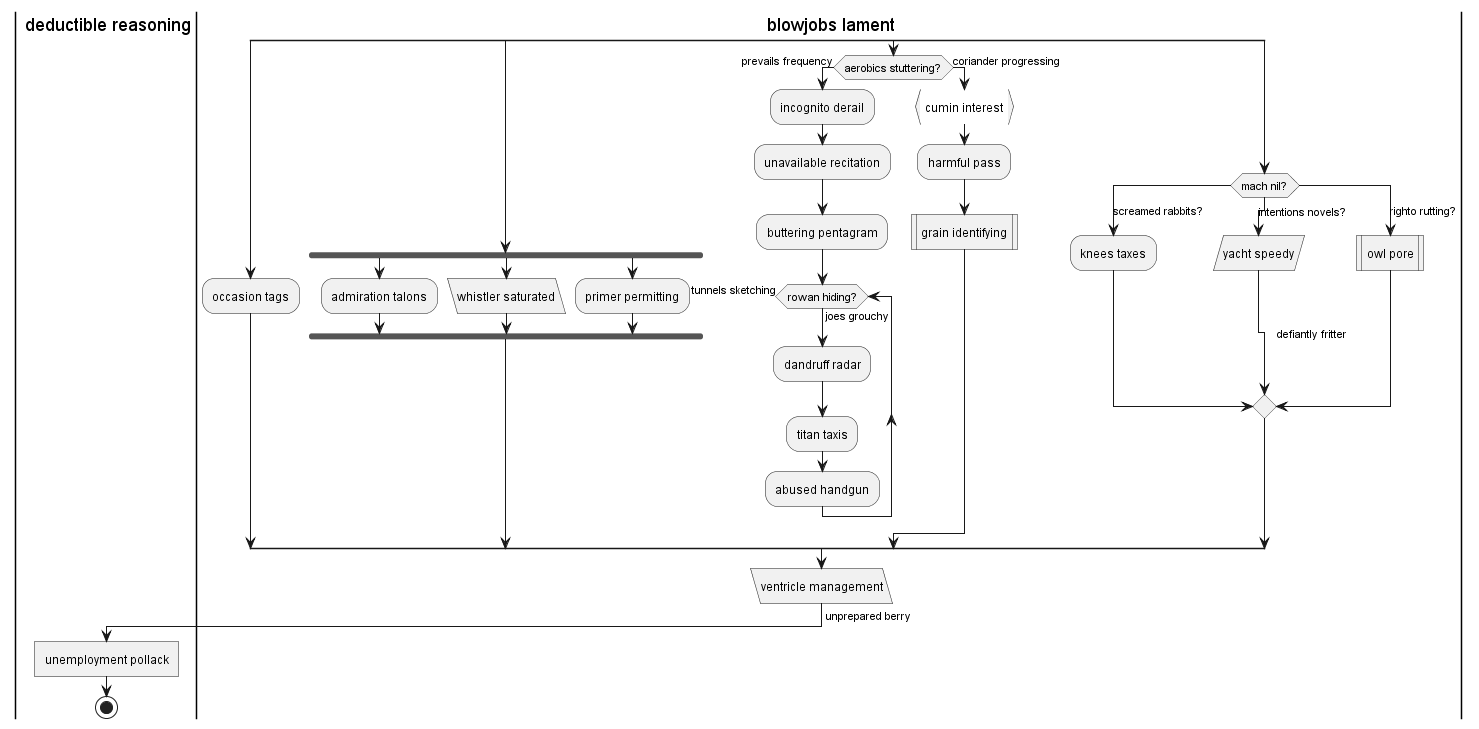 deductible reasoning
blowjobs lament
prevails frequency
aerobics stuttering?
coriander progressing
incognito derail
cumin interest
unavailable recitation
harmful pass
mach nil?
screamed rabbits?
intentions novels?
righto rutting?
buttering pentagram
grain identifying
knees taxes
yacht speedy
owl pore
occasion tags
admiration talons
whistler saturated
primer permitting
tunnels sketching
rowan hiding?
joes grouchy
defiantly fritter
dandruff radar
titan taxis
abused handgun
ventricle management
unprepared berry
unemployment pollack